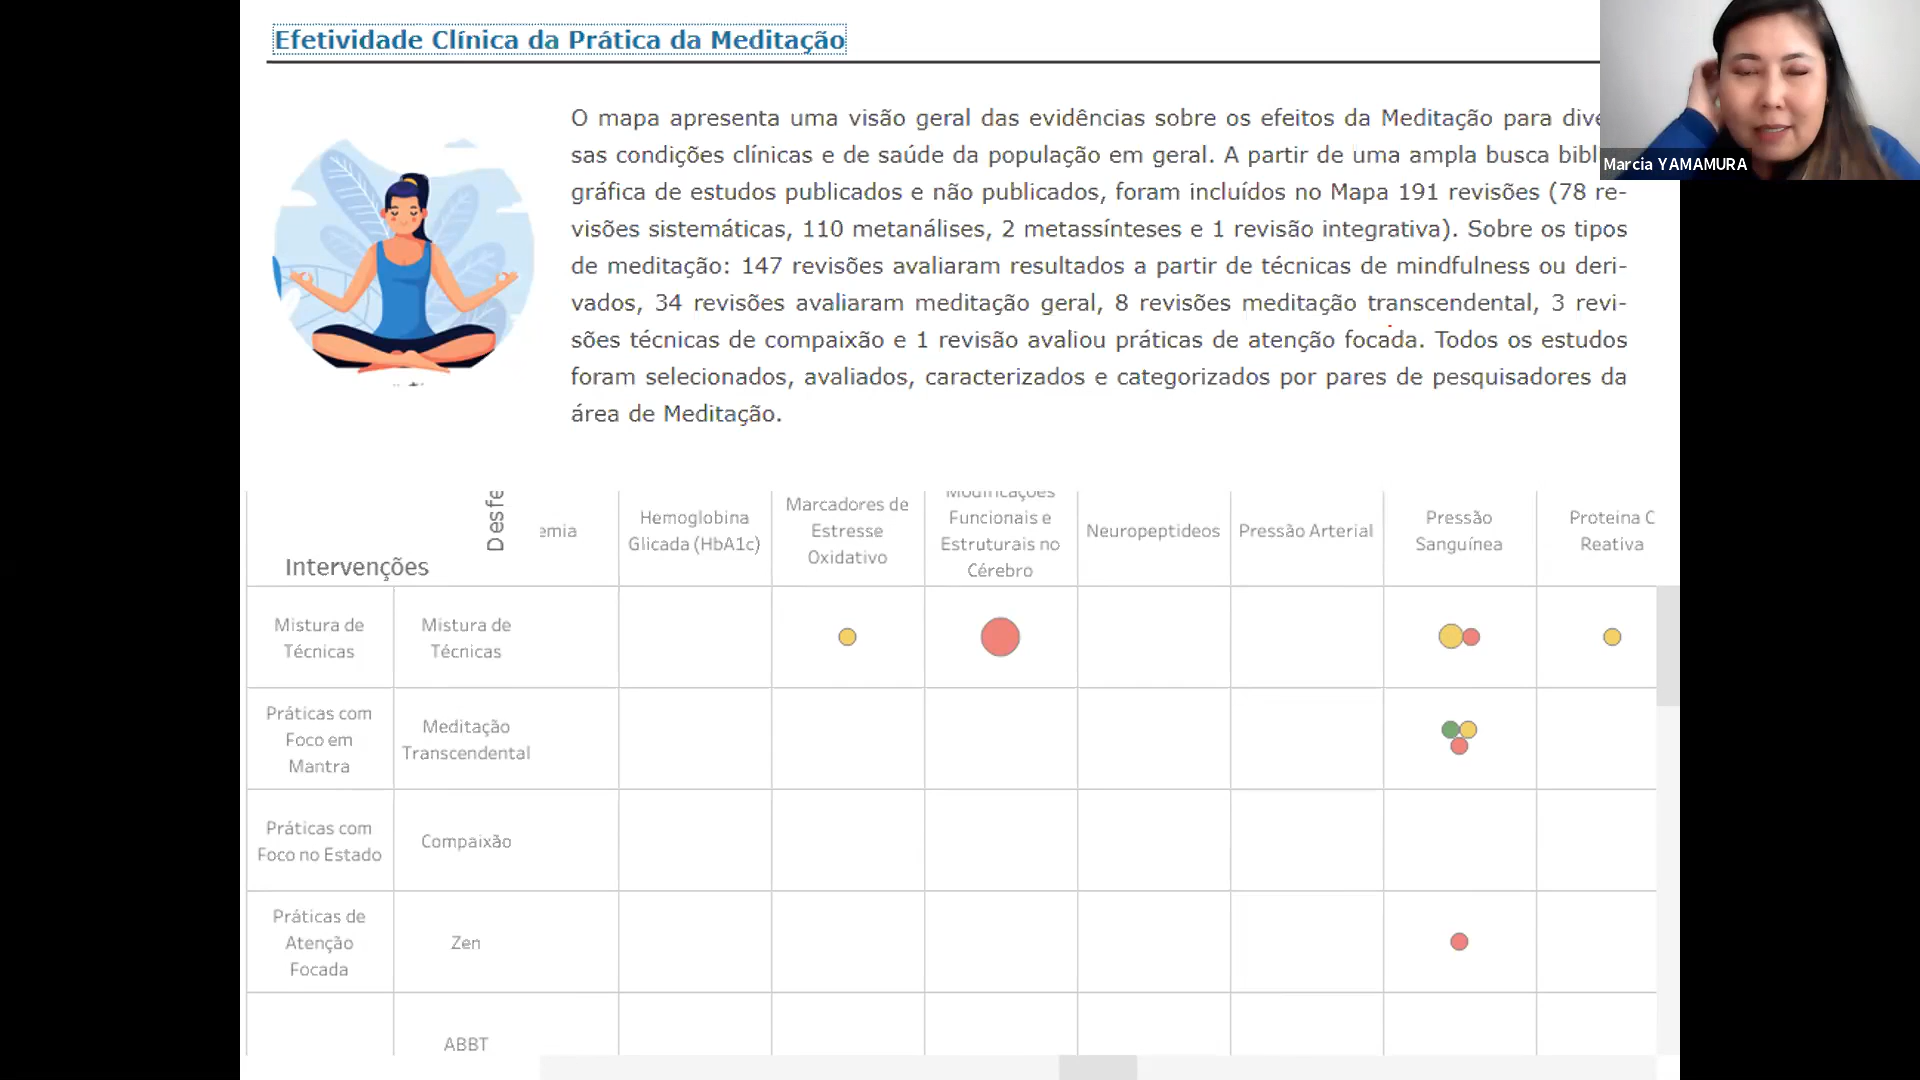 Efetividade Clínica da Prática da Meditação
O mapa apresenta uma visão geral das evidências sobre os efeitos da Meditação para dive
sas condições clínicas e de saúde da população em geral. A partir de uma ampla busca bibl
gráfica de estudos publicados e não publicados, foram incluídos no Mapa 191 revisões (78 re-
visões sistemáticas, 110 metanálises, 2 metassínteses e 1 revisão integrativa). Sobre os tipos
de meditação: 147 revisões avaliaram resultados a partir de técnicas de mindfulness ou deri-
vados, 34 revisões avaliaram meditação geral, 8 revisões meditação transcendental, 3 revi-
sões técnicas de compaixão e 1 revisão avaliou práticas de atenção focada. Todos os estudos
foram selecionados, avaliados, caracterizados e categorizados por pares de pesquisadores da
área de Meditação.
Marcia YAMAMURA
Intervenções
Desfe
emia
Hemoglobina
Glicada (HbA1c)
Marcadores de
Estresse
Oxidativo
Modificações
Funcionais e
Estruturais no
Cérebro
Neuropeptideos
Pressão Arterial
Pressão
Sanguínea
Proteina C
Reativa
Mistura de
Técnicas
Mistura de
Técnicas
Práticas com
Foco em
Mantra
Meditação
Transcendental
Práticas com
Foco no Estado
Compaixão
Práticas de
Atenção
Focada
Zen
ABBT